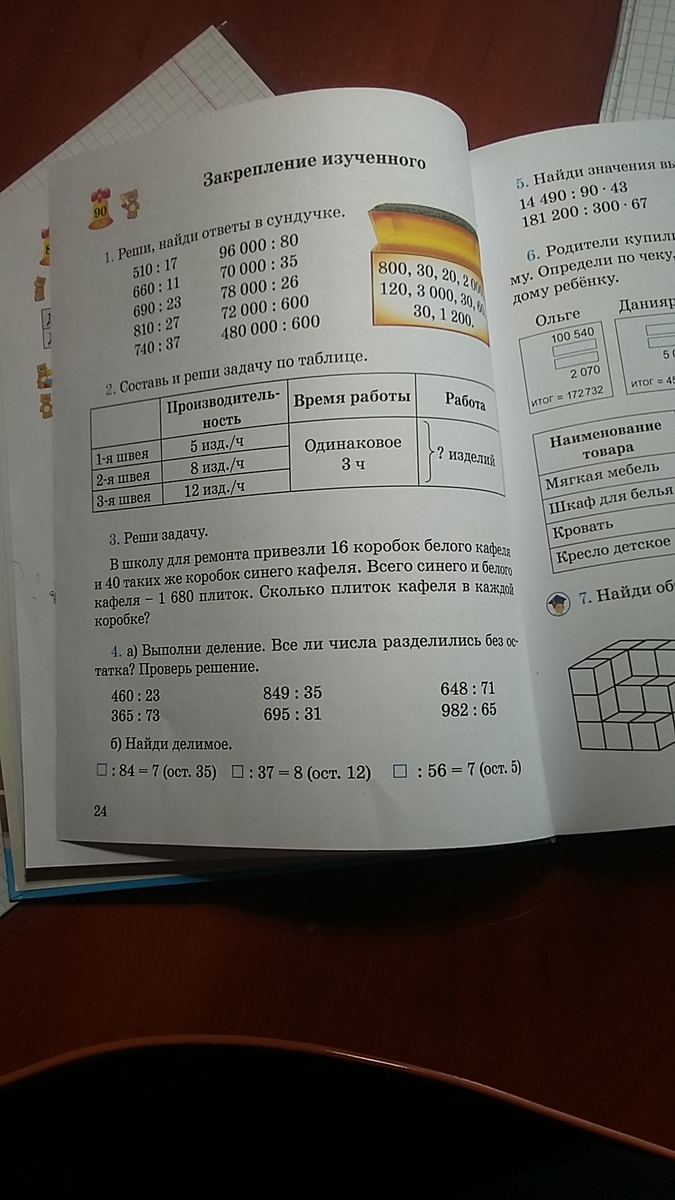 Закрепление изученного
90
1. Реши, найди ответы в сундучке.
510 : 17
660 : 11
690 : 23
810 : 27
740 : 37
96 000 : 80
70 000 : 35
78 000 : 26
72 000 : 600
480 000 : 600
800, 30, 20, 2 000
120, 3 000, 30, 60
30, 1 200.
2. Составь и реши задачу по таблице.
Производитель-
ность
Время работы
Работа
1-я швея
5 изд./ч
2-я швея
8 изд./ч
3-я швея
12 изд./ч
Одинаковое
3 ч
? изделий
3. Реши задачу.
В школу для ремонта привезли 16 коробок белого кафеля
и 40 таких же коробок синего кафеля. Всего синего и белого
кафеля – 1 680 плиток. Сколько плиток кафеля в каждой
коробке?
4. а) Выполни деление. Все ли числа разделились без ос-
татка? Проверь решение.
460 : 23 849 : 35 648 : 71
365 : 73 695 : 31 982 : 65
б) Найди делимое.
□ : 84 = 7 (ост. 35) □ : 37 = 8 (ост. 12) □ : 56 = 7 (ост. 5)
24
5. Найди значения
14 490 : 90 · 43
181 200 : 300 · 67
6. Родители купили
му. Определи по чеку,
дому ребёнку.
Ольге
100 540
2 070
ИТОГ = 172 732
Данияр
ИТОГ =
Наименование
товара
Мягкая мебель
Шкаф для белья
Кровать
Кресло детское
7. Найди